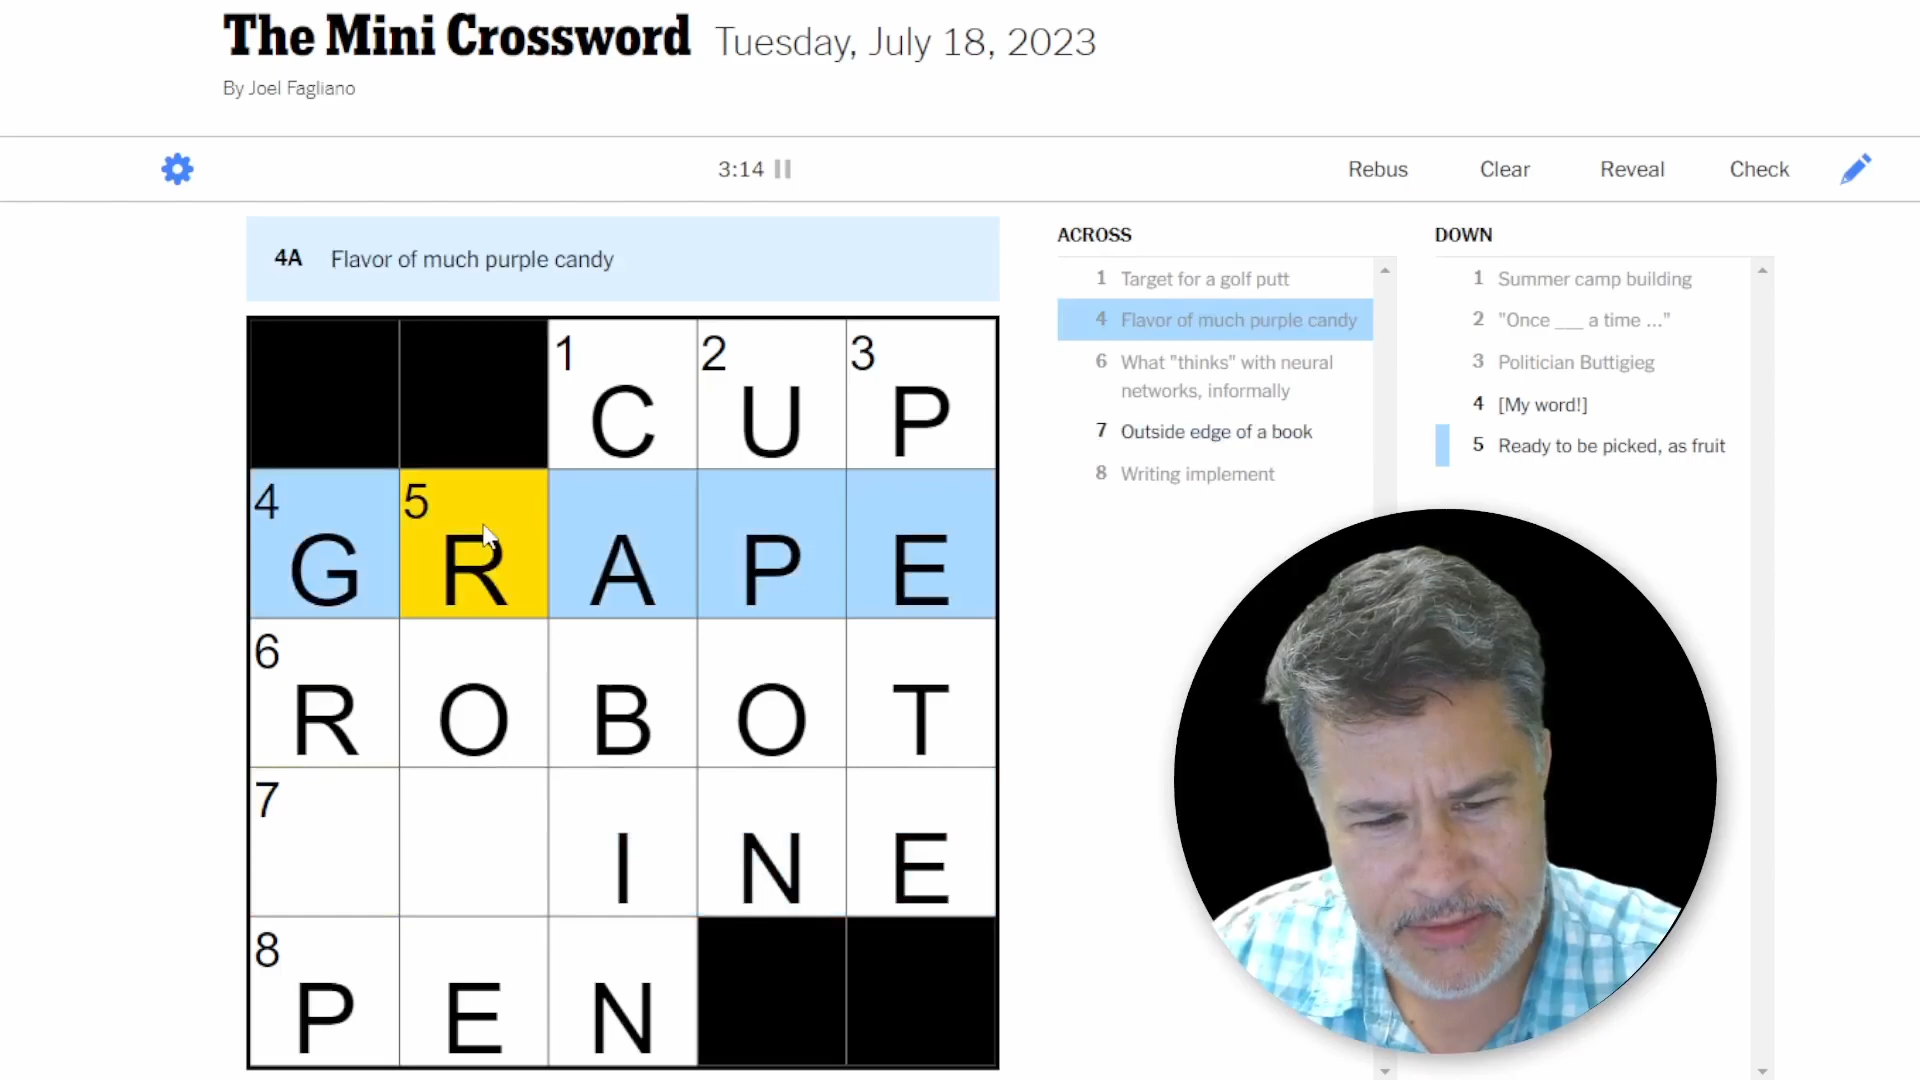 The Mini Crossword Tuesday, July 18, 2023
By Joel Fagliano
3:14
Rebus Clear Reveal Check
4A Flavor of much purple candy
ACROSS
1 Target for a golf putt
4 Flavor of much purple candy
6 What "thinks" with neural
networks, informally
7 Outside edge of a book
8 Writing implement
DOWN
1 Summer camp building
2 "Once ___ a time ..."
3 Politician Buttigieg
4 [My word!]
5 Ready to be picked, as fruit
1 2 3
C U P
4 5
G R A P E
6
R O B O T
7
I N E
8
P E N